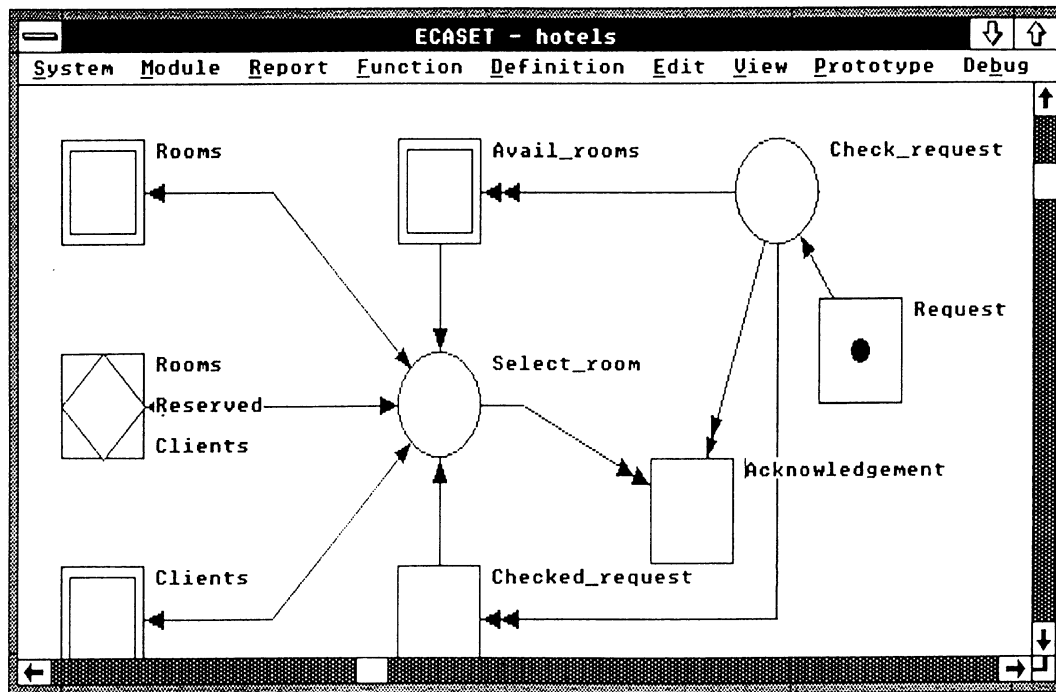 ECASET - hotels
System Module Report Function Definition Edit View Prototype Debug
Rooms
Avail_rooms
Check_request
Request
Rooms
Reserved
Clients
Select_room
Acknowledgement
Clients
Checked_request